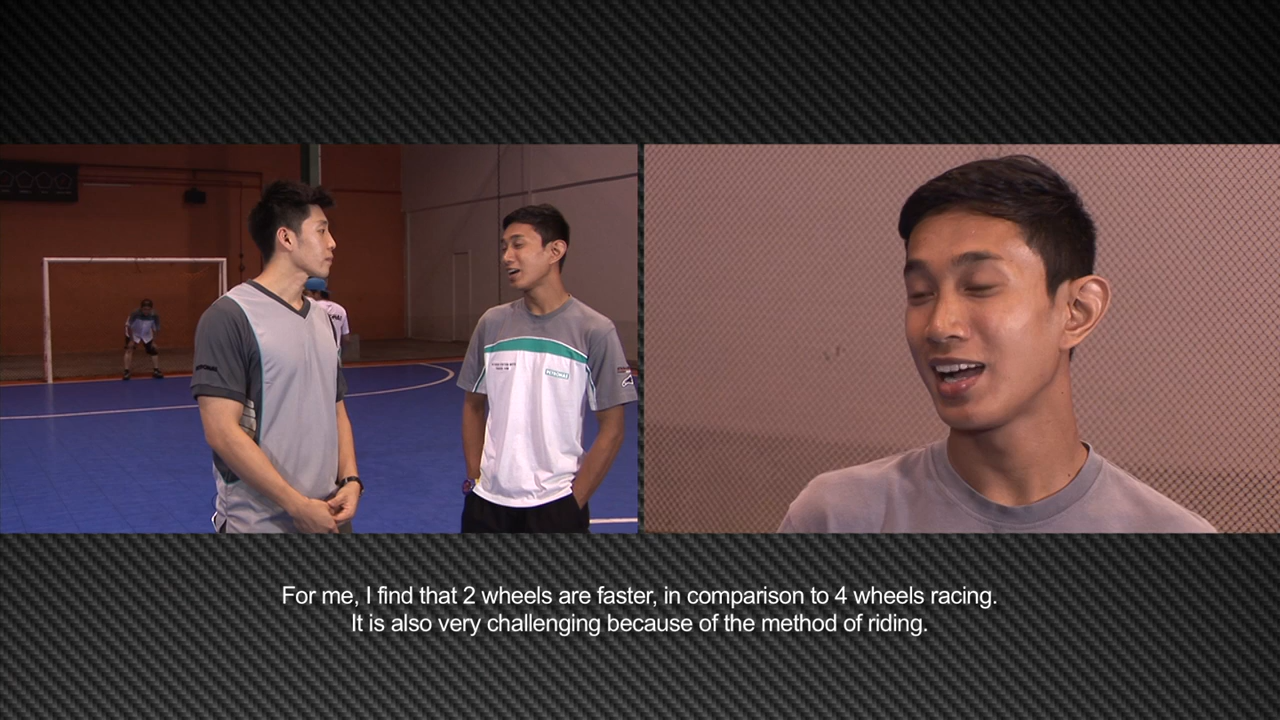 For me, I find that 2 wheels are faster, in comparison to 4 wheels racing.
It is also very challenging because of the method of riding.